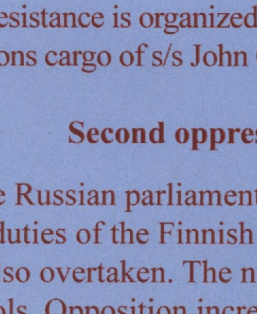 esistance is organized
ons cargo of s/s John
Second oppres
Russian parliament
duties of the Finnish
so overtaken. The n
ols. Opposition incre